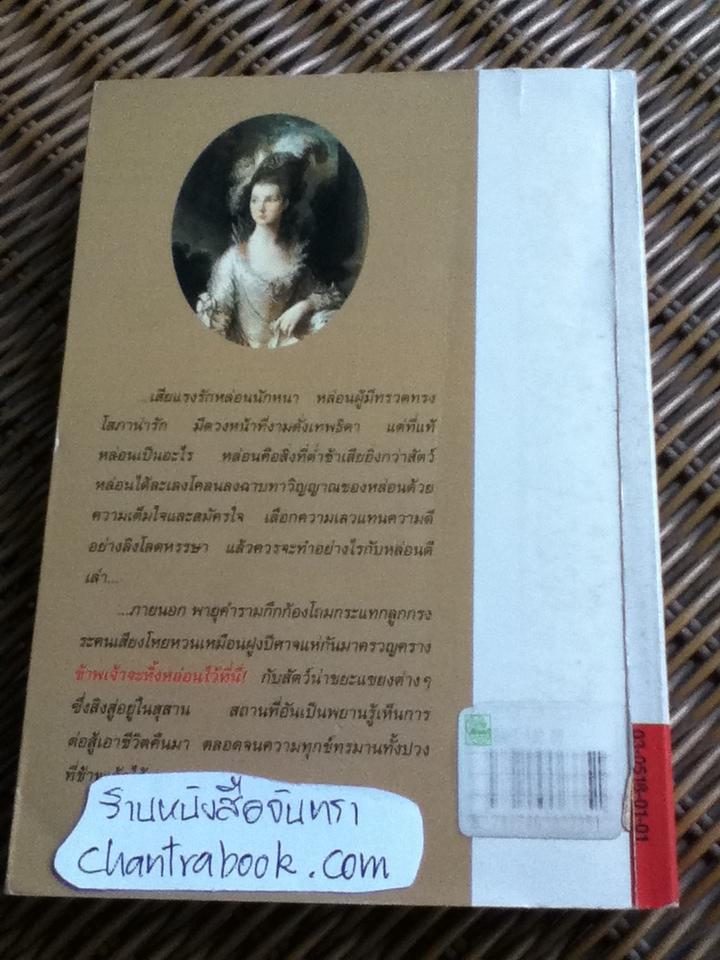 ...เสียแรงรักหล่อนนักหนา หล่อนผู้มีทรวดทรง
โสภาน่ารัก มีดวงหน้าที่งามดั่งเทพธิดา แต่ที่แท้
หล่อนเป็นอะไร หล่อนคือสิ่งที่ต่ำช้าเสียยิ่งกว่าสัตว์
หล่อนได้ละเลงโคลนลงฉาบทาวิญญาณของหล่อนด้วย
ความเต็มใจและสมัครใจ เลือกความเลวแทนความดี
อย่างลิงโลดหรรษา แล้วควรจะทำอย่างไรกับหล่อนดี
เล่า...
...ภายนอก พายุคำรามกึกก้องโถมกระแทกลูกกรง
ระคนเสียงโหยหวนเหมือนฝูงปีศาจแห่กันมาครวญคราง
ข้าพเจ้าจะทิ้งหล่อนไว้ที่นี่! กับสัตว์น่าขยะแขยงต่างๆ
ซึ่งสิงสู่อยู่ในสุสาน สถานที่อันเป็นพยานรู้เห็นการ
ต่อสู้เอาชีวิตคืนมา ตลอดจนความทุกข์ทรมานทั้งปวง
ร้านหนังสือจันทรา
chantrabook.com
03-0518-01-01